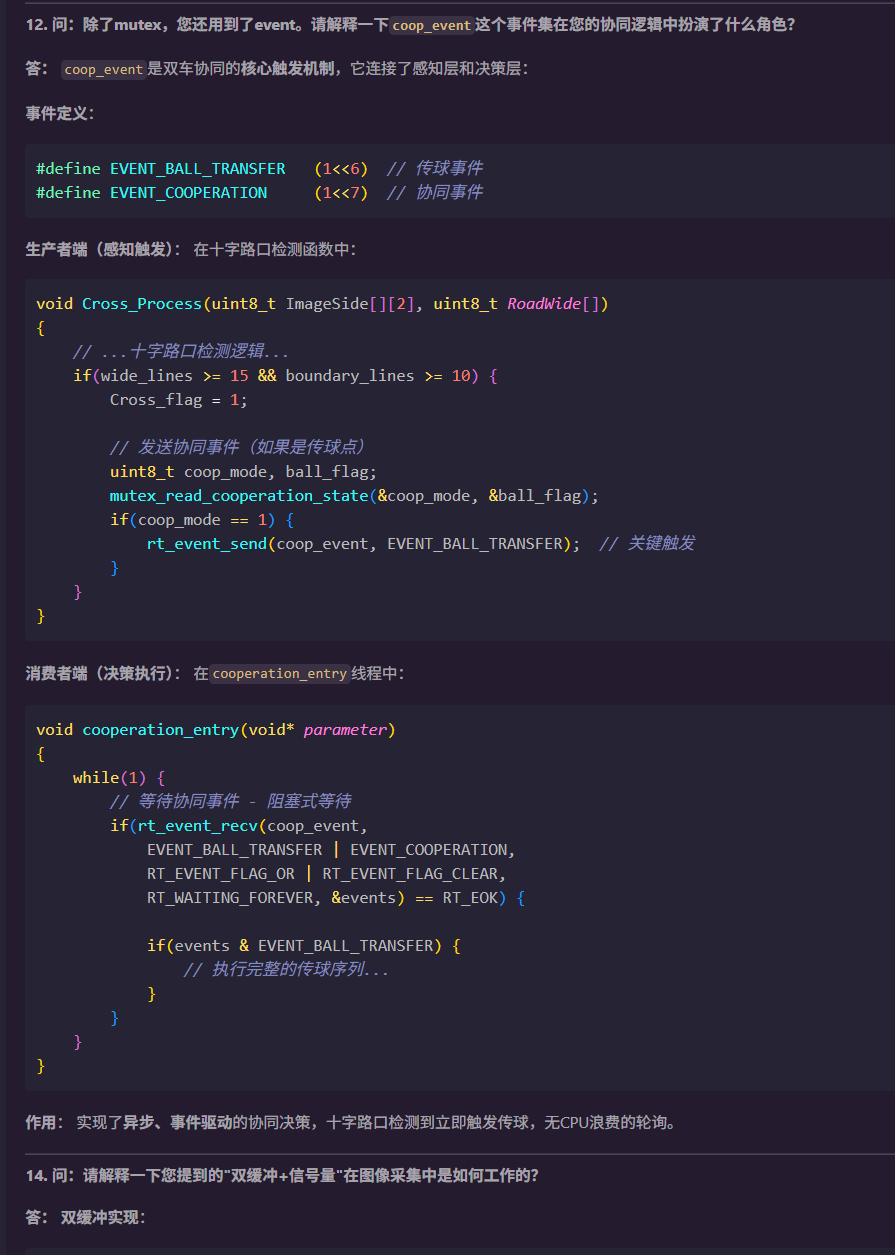 12. 问：除了mutex，您还用到了event。请解释一下coop_event这个事件集在您的协同逻辑中扮演了什么角色？
答： coop_event是双车协同的核心触发机制，它连接了感知层和决策层：
事件定义：
#define EVENT_BALL_TRANSFER   (1<<6)  // 传球事件
#define EVENT_COOPERATION     (1<<7)  // 协同事件
生产者端（感知触发）： 在十字路口检测函数中：
void Cross_Process(uint8_t ImageSide[][2], uint8_t RoadWide[])
{
    // ...十字路口检测逻辑...
    if(wide_lines >= 15 && boundary_lines >= 10) {
        Cross_flag = 1;
        // 发送协同事件（如果是传球点）
        uint8_t coop_mode, ball_flag;
        mutex_read_cooperation_state(&coop_mode, &ball_flag);
        if(coop_mode == 1) {
            rt_event_send(coop_event, EVENT_BALL_TRANSFER);  // 关键触发
        }
    }
}
消费者端（决策执行）： 在cooperation_entry线程中：
void cooperation_entry(void* parameter)
{
    while(1) {
        // 等待协同事件 - 阻塞式等待
        if(rt_event_recv(coop_event,
            EVENT_BALL_TRANSFER | EVENT_COOPERATION,
            RT_EVENT_FLAG_OR | RT_EVENT_FLAG_CLEAR,
            RT_WAITING_FOREVER, &events) == RT_EOK) {
            if(events & EVENT_BALL_TRANSFER) {
                // 执行完整的传球序列...
            }
        }
    }
}
作用： 实现了异步、事件驱动的协同决策，十字路口检测到立即触发传球，无CPU浪费的轮询。
14. 问：请解释一下您提到的"双缓冲+信号量"在图像采集中是如何工作的？
答： 双缓冲实现：